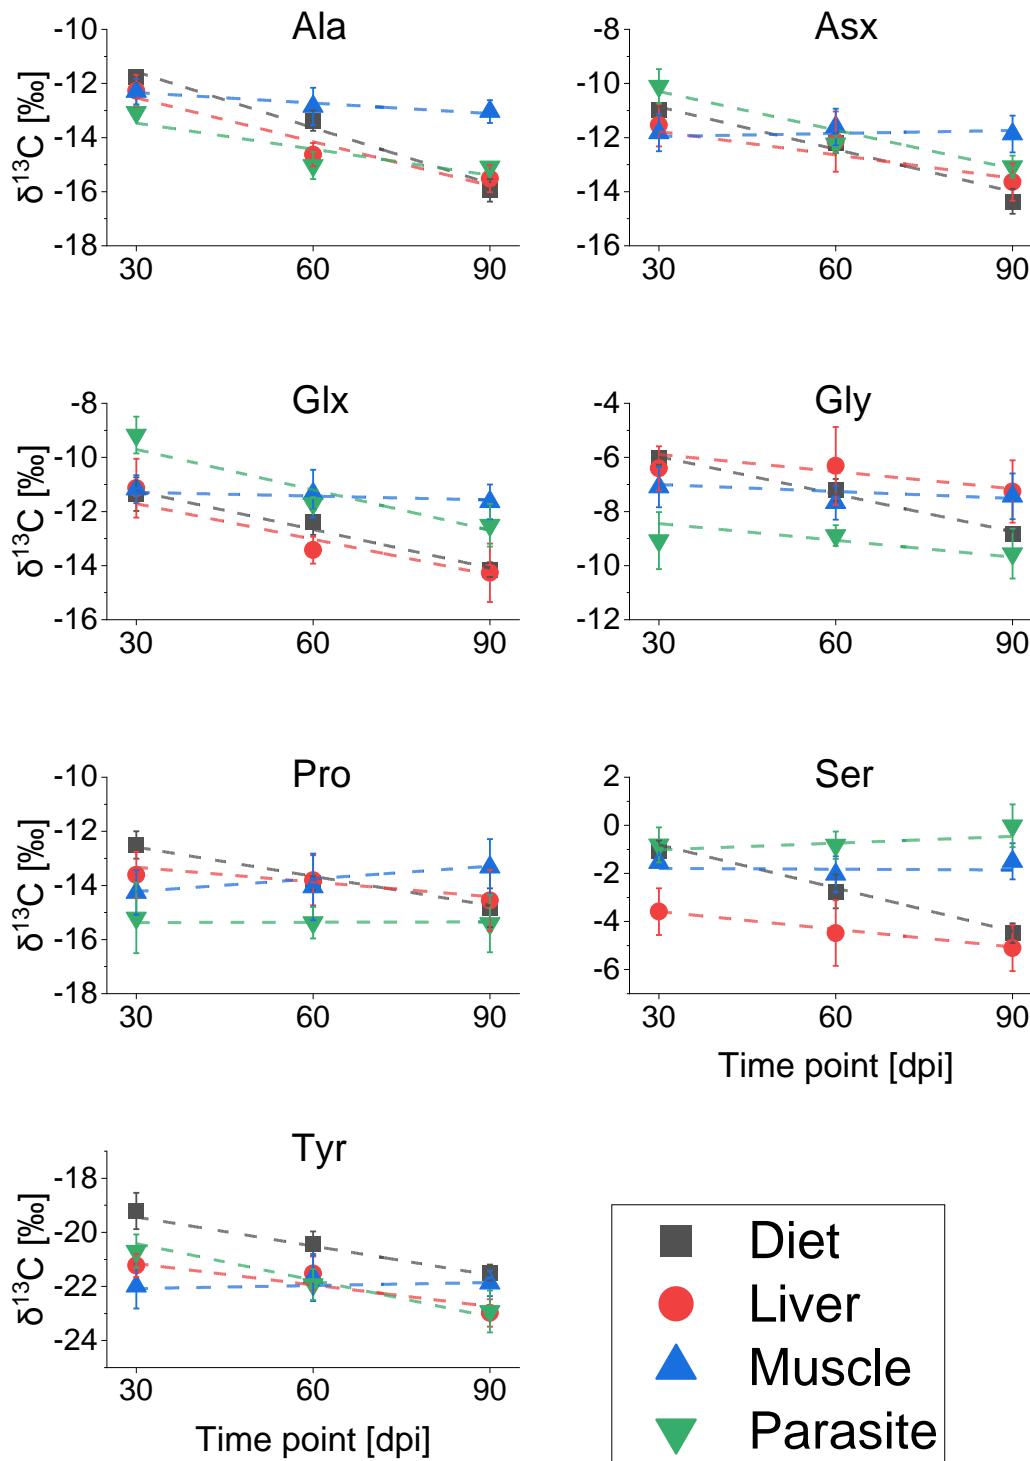 Ala
δ¹³C [‰]
-10
-12
-14
-16
-18
30 60 90
Asx
-8
-10
-12
-14
-16
30 60 90
Glx
δ¹³C [‰]
-8
-10
-12
-14
-16
30 60 90
Gly
-4
-6
-8
-10
-12
30 60 90
Pro
δ¹³C [‰]
-10
-12
-14
-16
-18
30 60 90
Ser
2
0
-2
-4
-6
30 60 90
Time point [dpi]
Tyr
δ¹³C [‰]
-18
-20
-22
-24
30 60 90
Time point [dpi]
Diet
Liver
Muscle
Parasite